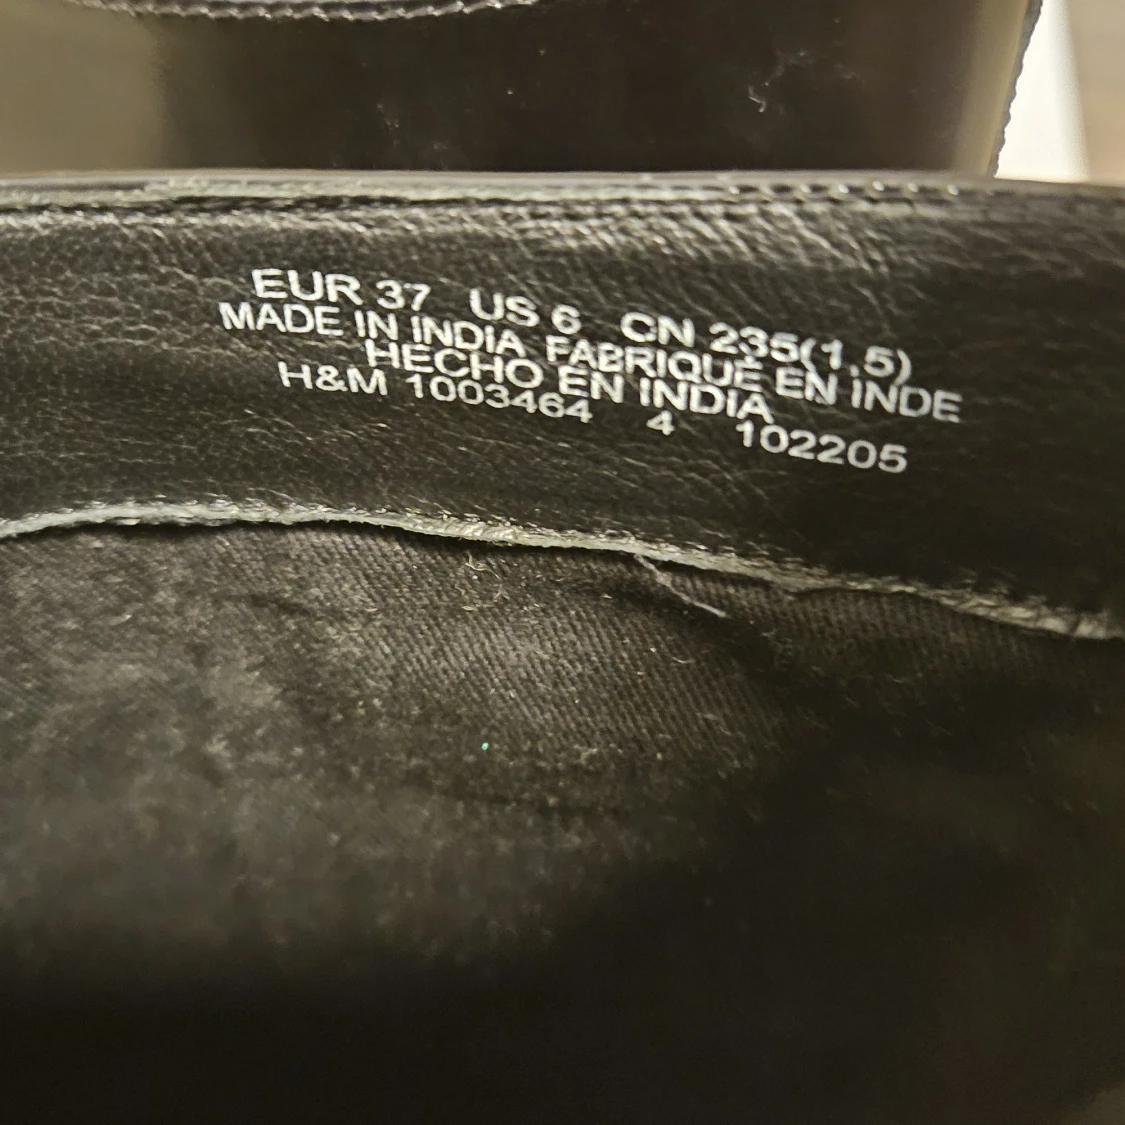 EUR 37 US 6 CN 235(1.5)
MADE IN INDIA FABRIQUÉ EN INDE
HECHO EN INDIA
H&M 1003464 4 102205